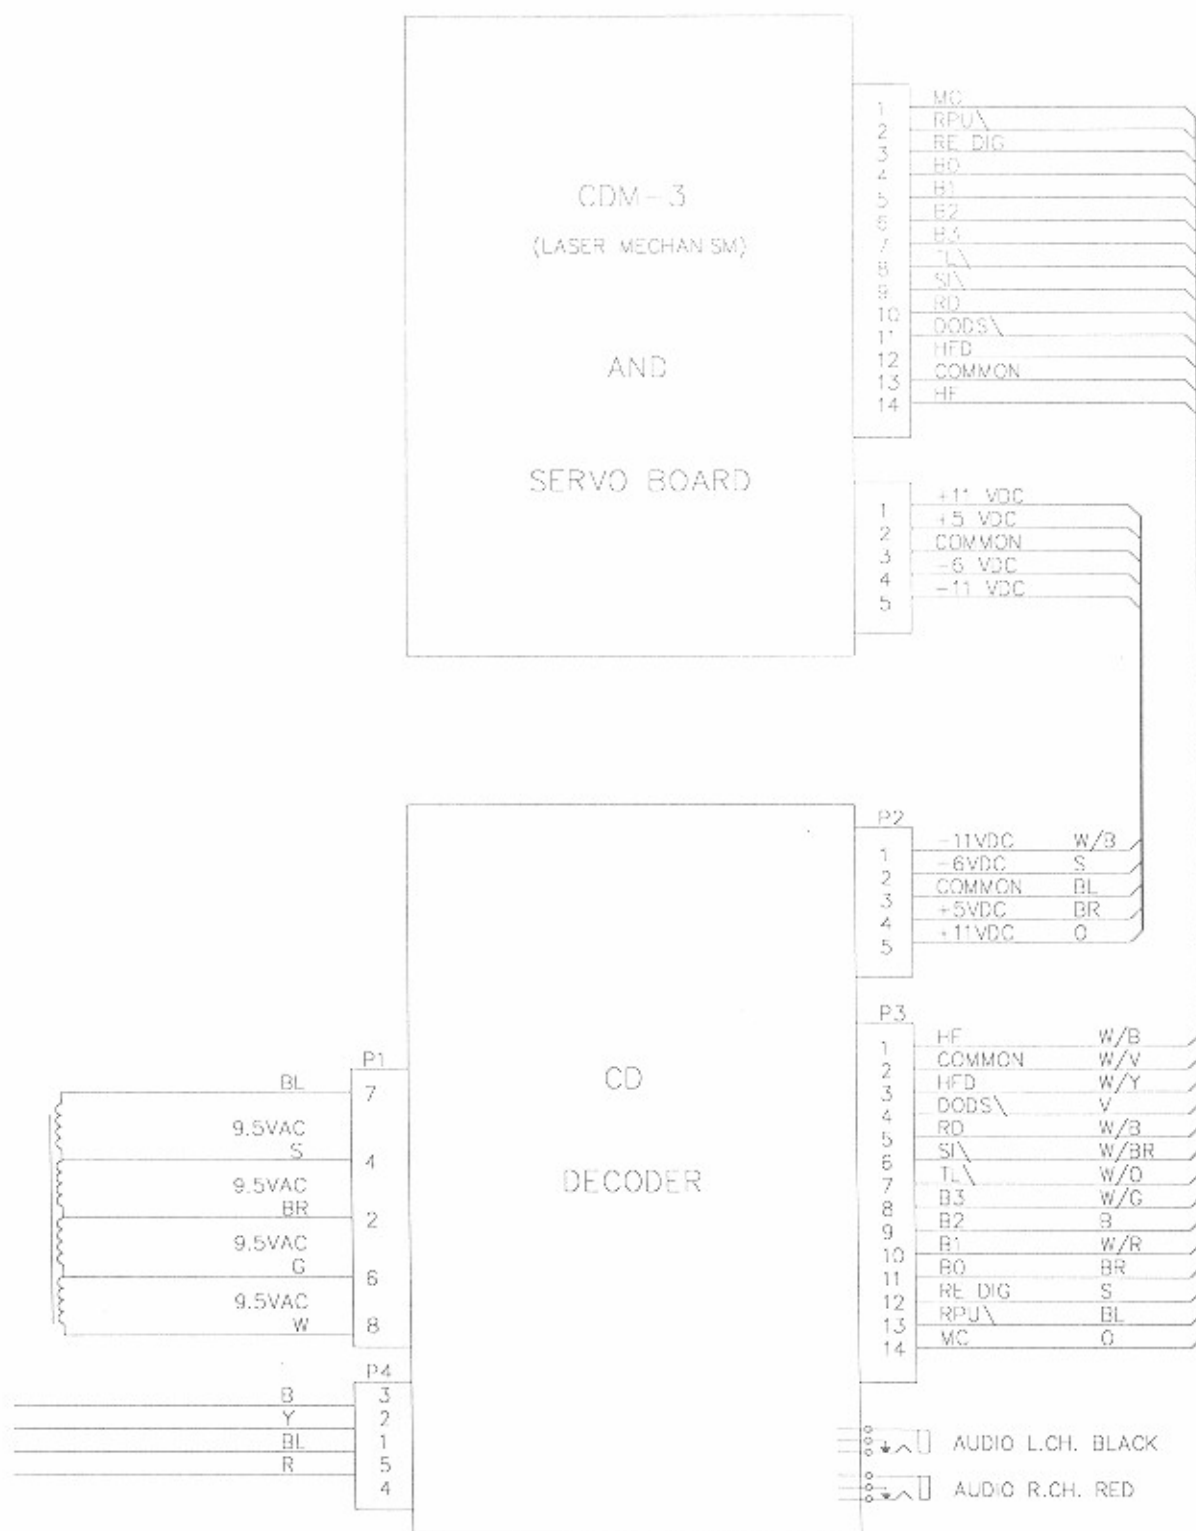 CDM-3
(LASER MECHANISM)
AND
SERVO BOARD
1 MC
2 RPU\
3 RE DIG
4 B0
5 B1
6 B2
7 B3
8 TL\
9 SI\
10 RD
11 DODS\
12 HFD
13 COMMON
14 HF
1 +11 VDC
2 +5 VDC
3 COMMON
4 -6 VDC
5 -11 VDC
P2
1 -11VDC W/B
2 -6VDC S
3 COMMON BL
4 +5VDC BR
5 +11VDC O
P3
1 HF W/B
2 COMMON W/V
3 HFD W/Y
4 DODS\ V
5 RD W/B
6 SI\ W/BR
7 TL\ W/O
8 B3 W/G
9 B2 B
10 B1 W/R
11 B0 BR
12 RE DIG S
13 RPU\ BL
14 MC O
CD
DECODER
P1
BL 7
9.5VAC
S 4
9.5VAC
BR 2
9.5VAC
G 6
9.5VAC
W 8
P4
B 3
Y 2
BL 1
R 5
4
AUDIO L.CH. BLACK
AUDIO R.CH. RED